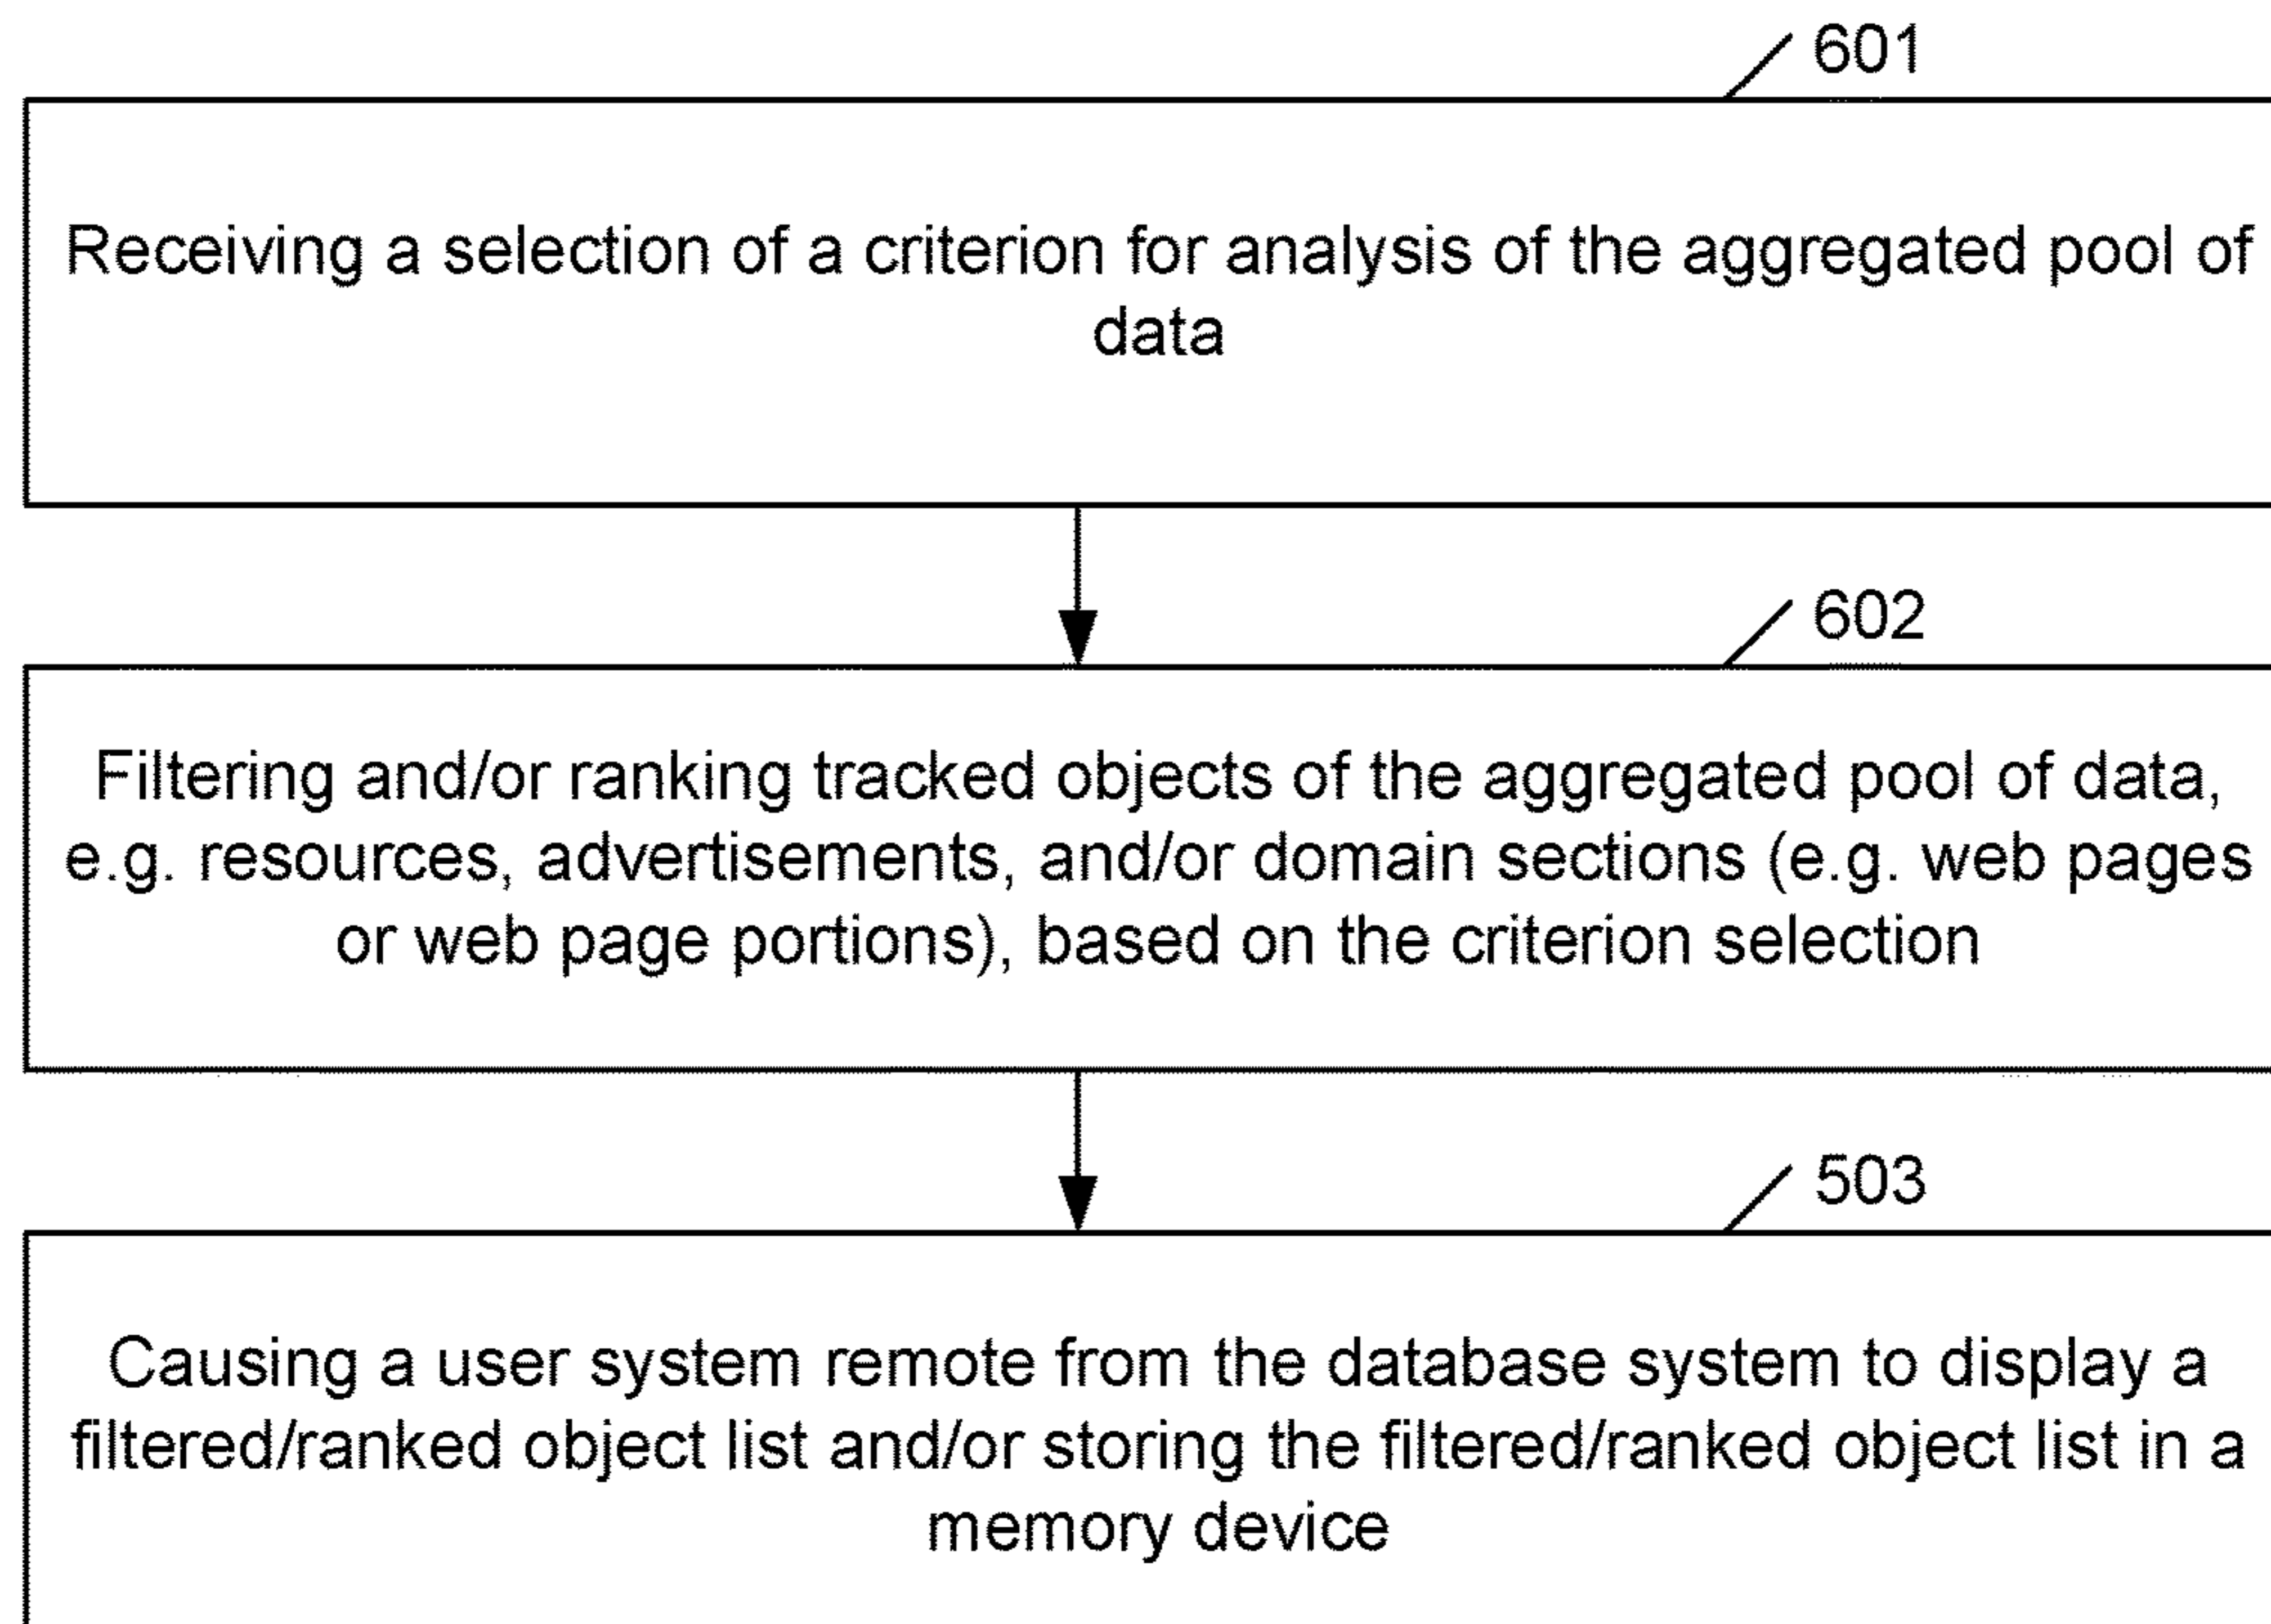 601
Receiving a selection of a criterion for analysis of the aggregated pool of
data
602
Filtering and/or ranking tracked objects of the aggregated pool of data,
e.g. resources, advertisements, and/or domain sections (e.g. web pages
or web page portions), based on the criterion selection
503
Causing a user system remote from the database system to display a
filtered/ranked object list and/or storing the filtered/ranked object list in a
memory device